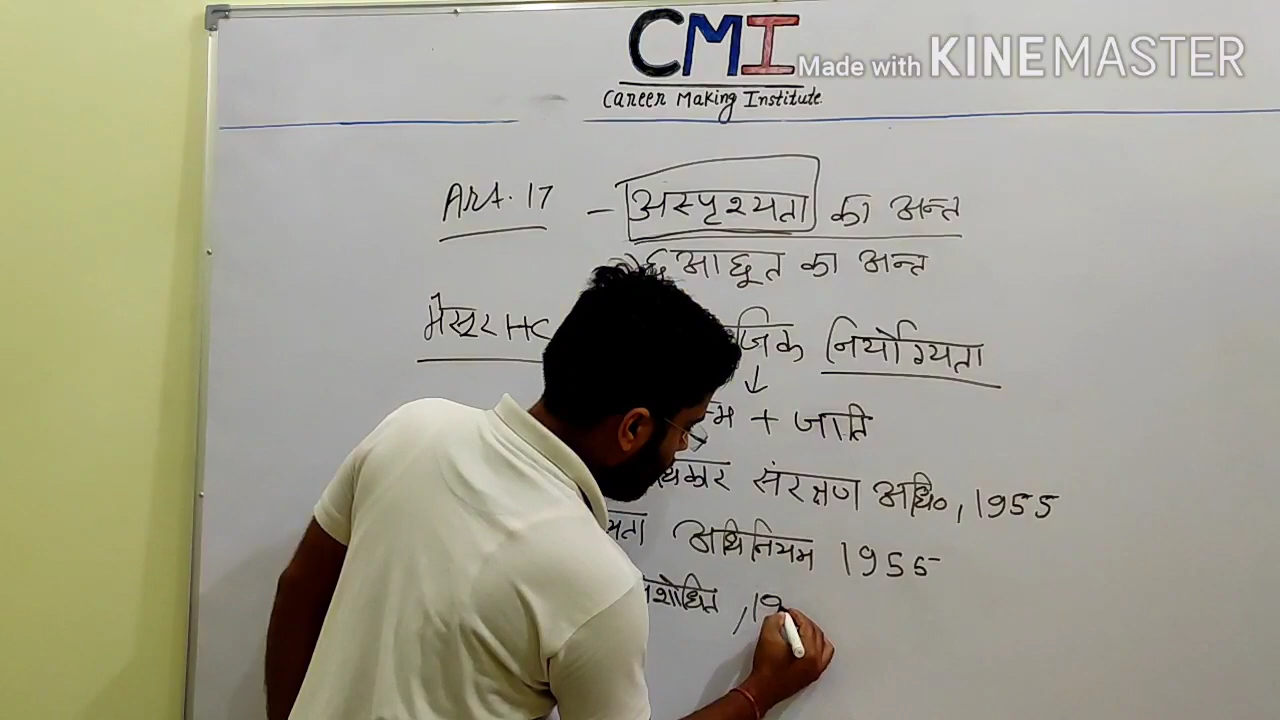 CMI
Made with KINEMASTER
Career Making Institute
Art. 17 - अस्पृश्यता का अन्त
छुआछूत का अन्त
मैसूर HC जिक निर्योग्यता
↓
+ जाति
संरक्षण अधि०, 1955
अधिनियम 1955
, 19